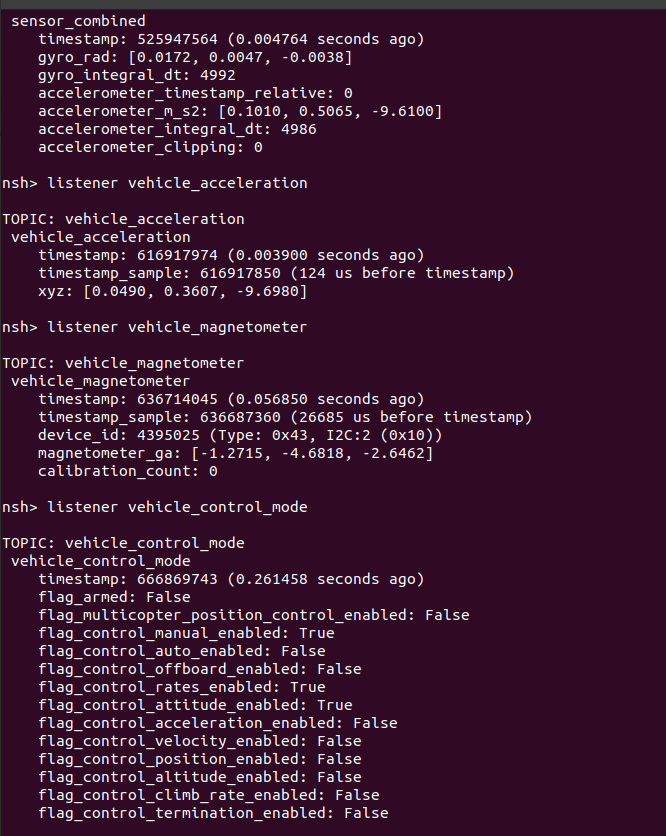 sensor_combined
timestamp: 525947564 (0.004764 seconds ago)
gyro_rad: [0.0172, 0.0047, -0.0038]
gyro_integral_dt: 4992
accelerometer_timestamp_relative: 0
accelerometer_m_s2: [0.1010, 0.5065, -9.6100]
accelerometer_integral_dt: 4986
accelerometer_clipping: 0
nsh> listener vehicle_acceleration
TOPIC: vehicle_acceleration
vehicle_acceleration
timestamp: 616917974 (0.003900 seconds ago)
timestamp_sample: 616917850 (124 us before timestamp)
xyz: [0.0490, 0.3607, -9.6980]
nsh> listener vehicle_magnetometer
TOPIC: vehicle_magnetometer
vehicle_magnetometer
timestamp: 636714045 (0.056850 seconds ago)
timestamp_sample: 636687360 (26685 us before timestamp)
device_id: 4395025 (Type: 0x43, I2C:2 (0x10))
magnetometer_ga: [-1.2715, -4.6818, -2.6462]
calibration_count: 0
nsh> listener vehicle_control_mode
TOPIC: vehicle_control_mode
vehicle_control_mode
timestamp: 666869743 (0.261458 seconds ago)
flag_armed: False
flag_multicopter_position_control_enabled: False
flag_control_manual_enabled: True
flag_control_auto_enabled: False
flag_control_offboard_enabled: False
flag_control_rates_enabled: True
flag_control_attitude_enabled: True
flag_control_acceleration_enabled: False
flag_control_velocity_enabled: False
flag_control_position_enabled: False
flag_control_altitude_enabled: False
flag_control_climb_rate_enabled: False
flag_control_termination_enabled: False